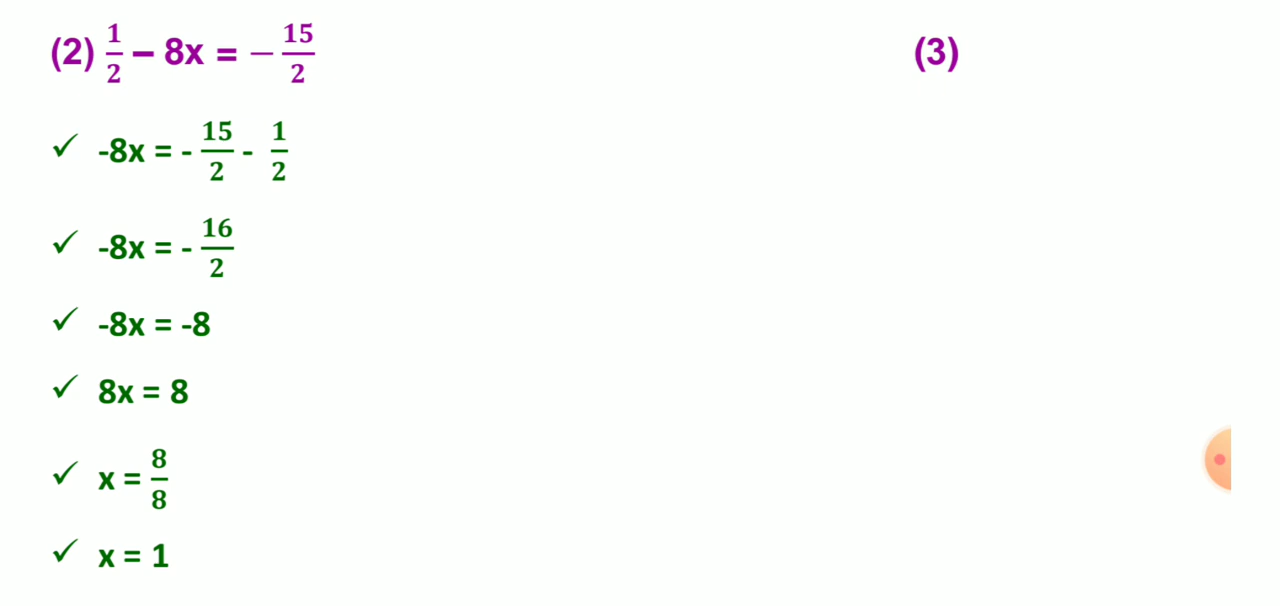 (2) 1/2 – 8x = − 15/2 (3)
✓ -8x = - 15/2 - 1/2
✓ -8x = - 16/2
✓ -8x = -8
✓ 8x = 8
✓ x = 8/8
✓ x = 1